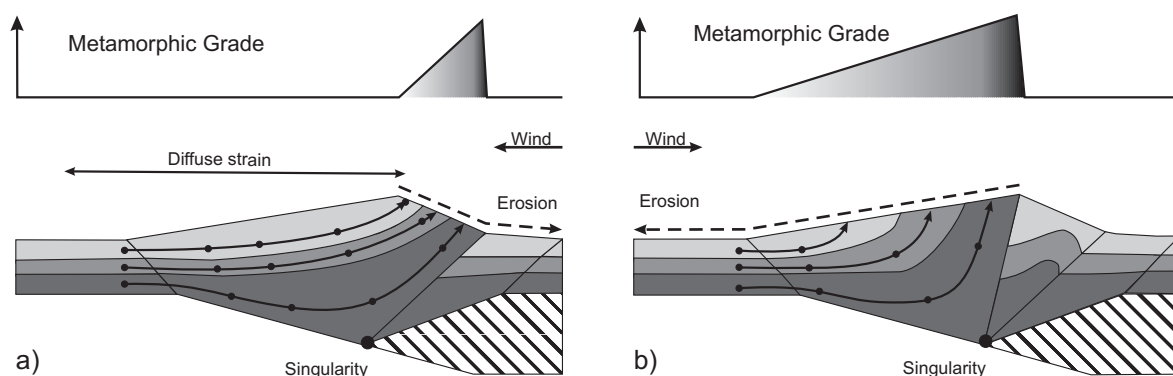 Metamorphic Grade
Wind
Diffuse strain
Erosion
a)
Singularity
Metamorphic Grade
Wind
Erosion
b)
Singularity